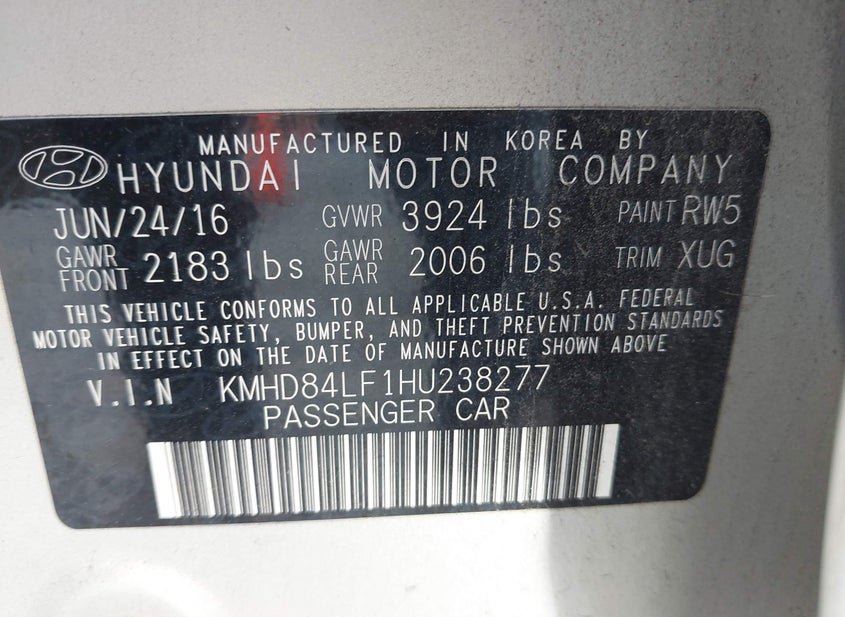 MANUFACTURED IN KOREA BY
HYUNDAI MOTOR COMPANY
JUN/24/16 GVWR 3924 lbs PAINT RW5
GAWR FRONT 2183 lbs GAWR REAR 2006 lbs TRIM XUG
THIS VEHICLE CONFORMS TO ALL APPLICABLE U.S.A. FEDERAL
MOTOR VEHICLE SAFETY, BUMPER, AND THEFT PREVENTION STANDARDS
IN EFFECT ON THE DATE OF MANUFACTURE SHOWN ABOVE
V.I.N KMHD84LF1HU238277
PASSENGER CAR